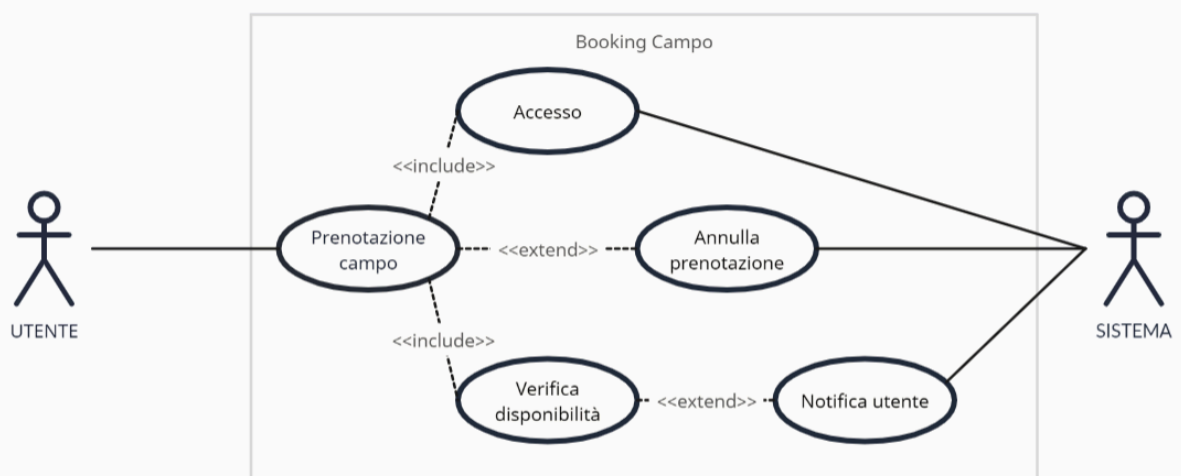 Booking Campo
Accesso
<<include>>
Prenotazione
campo
<<extend>>
Annulla
prenotazione
UTENTE
SISTEMA
<<include>>
Verifica
disponibilità
<<extend>>
Notifica utente